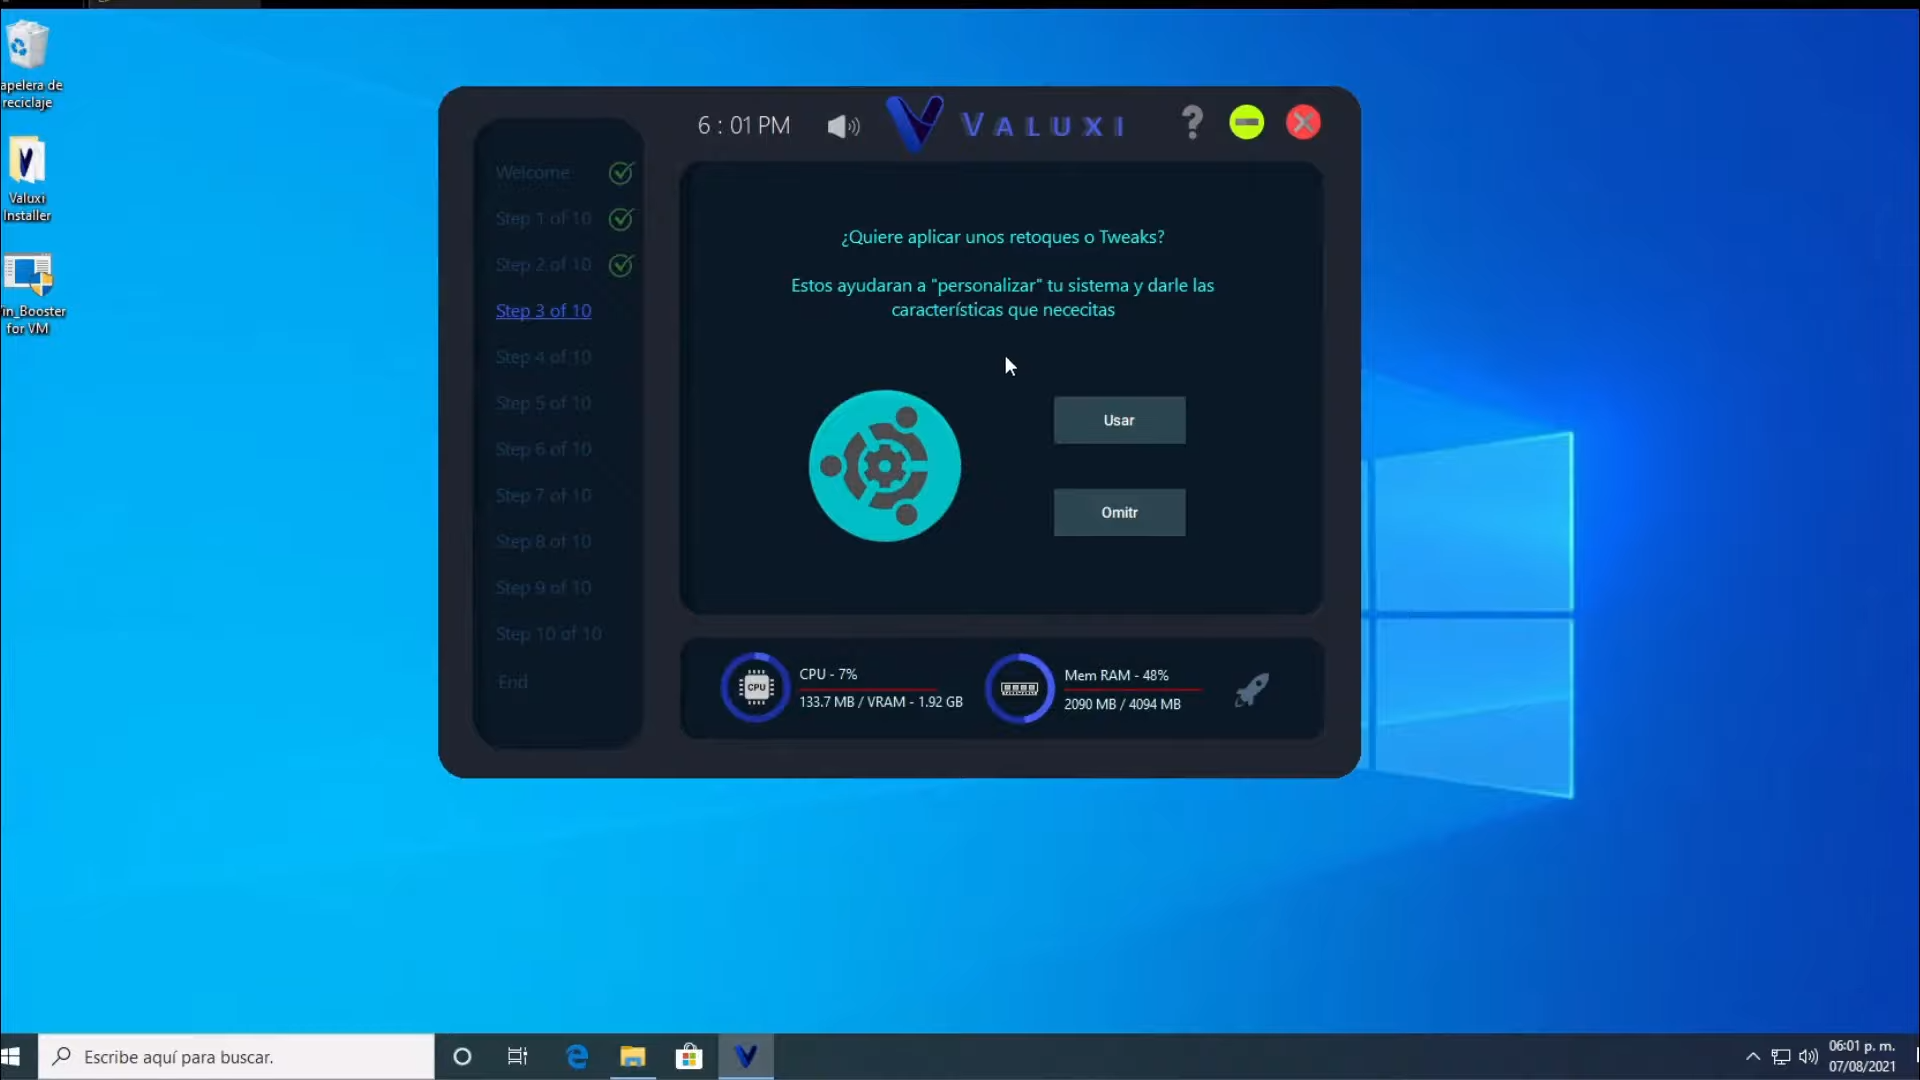 apelera de
reciclaje
Valuxi
Installer
in_Booster
for VM
6 : 01 PM
VALUXI
?
Welcome
Step 1 of 10
Step 2 of 10
Step 3 of 10
Step 4 of 10
Step 5 of 10
Step 6 of 10
Step 7 of 10
Step 8 of 10
Step 9 of 10
Step 10 of 10
End
¿Quiere aplicar unos retoques o Tweaks?
Estos ayudaran a "personalizar" tu sistema y darle las
características que nececitas
Usar
Omitr
CPU
CPU - 7%
133.7 MB / VRAM - 1.92 GB
Mem RAM - 48%
2090 MB / 4094 MB
Escribe aquí para buscar.
06:01 p. m.
07/08/2021